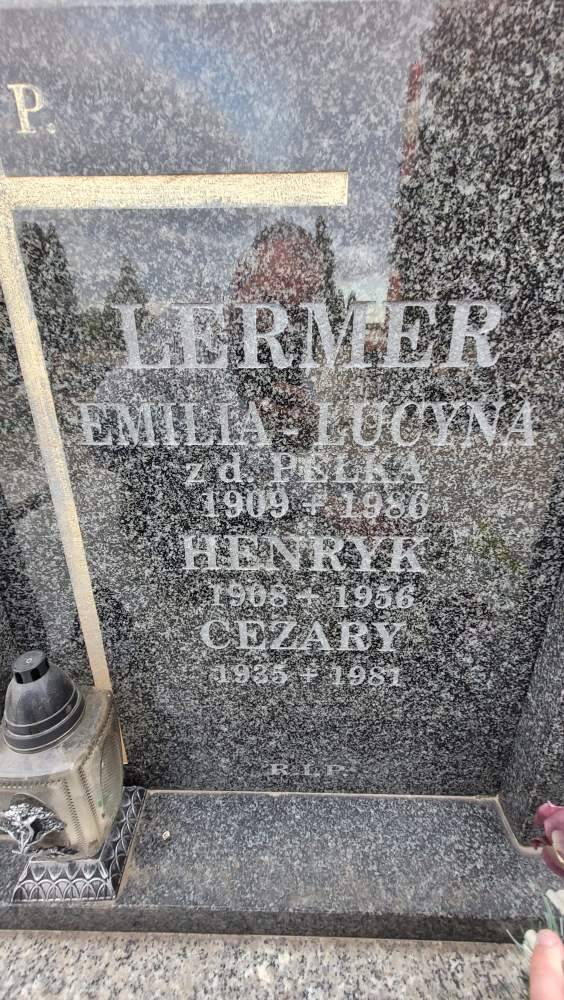 P.
LERMER
EMILIA - LUCYNA
z d. PEŁKA
1909 + 1986
HENRYK
1908 + 1956
CEZARY
1935 + 1981
R.I.P.